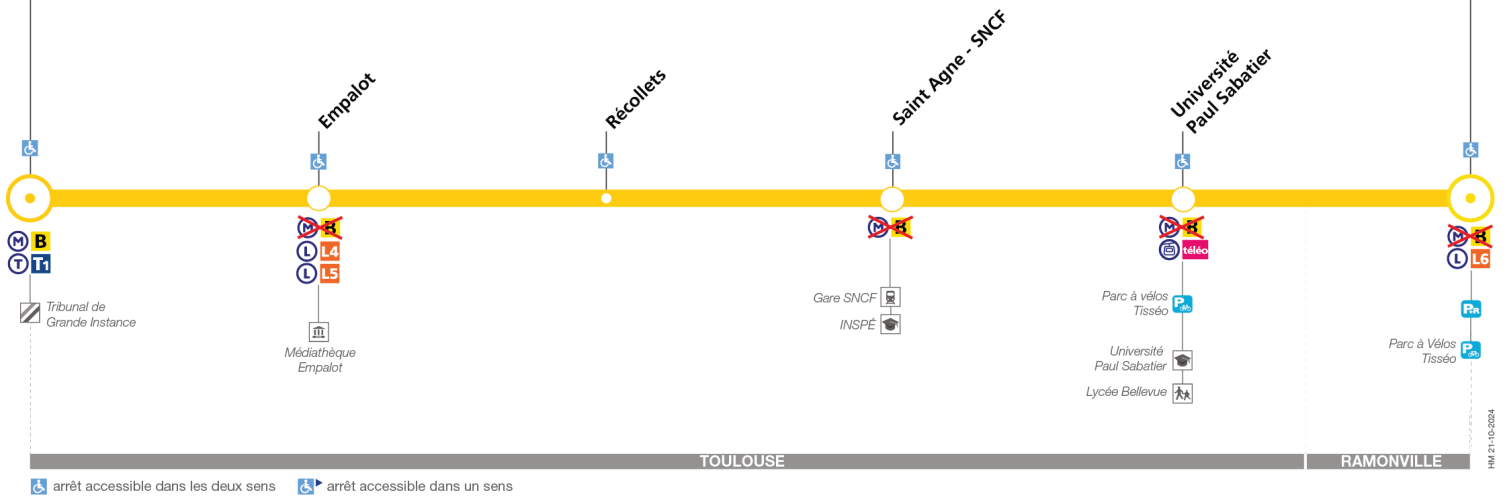 Empalot
Récollets
Saint Agne - SNCF
Université
Paul Sabatier
M B
T T1
M B
L L4
L L5
M B
M B
téléo
M B
L L6
Tribunal de
Grande Instance
Médiathèque
Empalot
Gare SNCF
INSPÉ
Parc à vélos
Tisséo
P
Université
Paul Sabatier
Lycée Bellevue
P+R
Parc à Vélos
Tisséo
P
TOULOUSE
RAMONVILLE
HM 21-10-2024
arrêt accessible dans les deux sens
arrêt accessible dans un sens